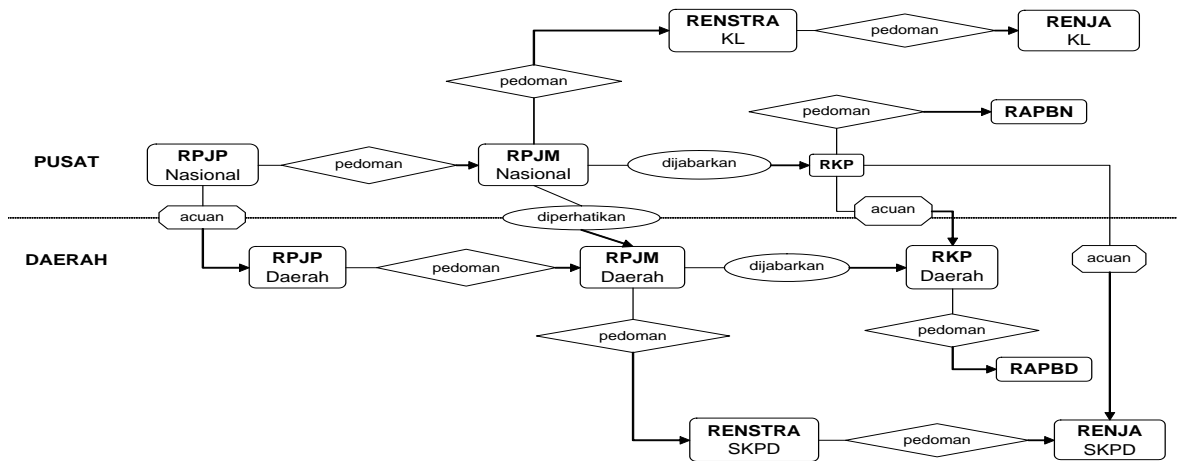 RENSTRA
KL
pedoman
RENJA
KL
pedoman
pedoman
RAPBN
PUSAT
RPJP
Nasional
pedoman
RPJM
Nasional
dijabarkan
RKP
acuan
diperhatikan
acuan
DAERAH
RPJP
Daerah
pedoman
RPJM
Daerah
dijabarkan
RKP
Daerah
acuan
pedoman
pedoman
RAPBD
RENSTRA
SKPD
pedoman
RENJA
SKPD